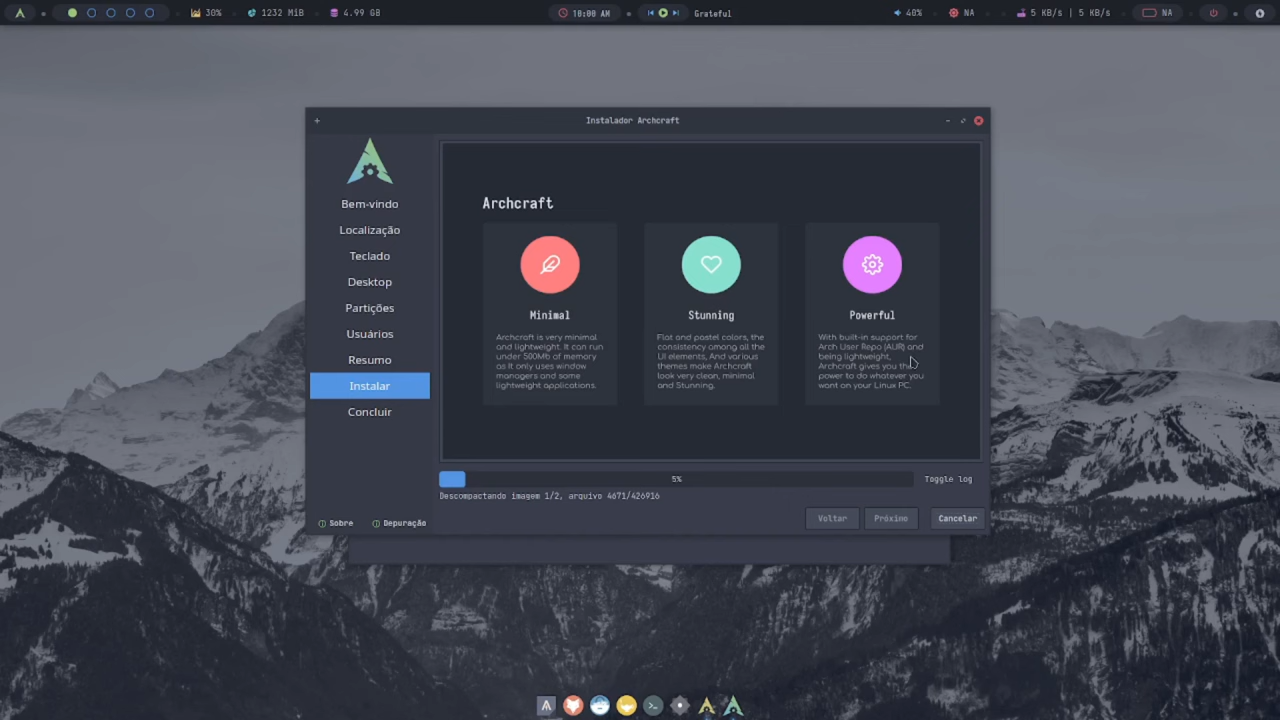 30% 1232 MiB 4.99 GB 10:00 AM Grateful 40% NA 5 KB/s | 5 KB/s NA
Instalador Archcraft
Bem-vindo
Localização
Teclado
Desktop
Partições
Usuários
Resumo
Instalar
Concluir
Sobre
Depuração
Archcraft
Minimal
Archcraft is very minimal
and lightweight. It can run
under 500Mb of memory
as it only uses window
managers and some
lightweight applications.
Stunning
Flat and pastel colors, the
consistency among all the
UI elements, And various
themes make Archcraft
look very clean, minimal
and Stunning.
Powerful
With built-in support for
Arch User Repo (AUR) and
being lightweight,
Archcraft gives you the
power to do whatever you
want on your Linux PC.
5%
Toggle log
Descompactando imagem 1/2, arquivo 4671/426916
Voltar
Próximo
Cancelar